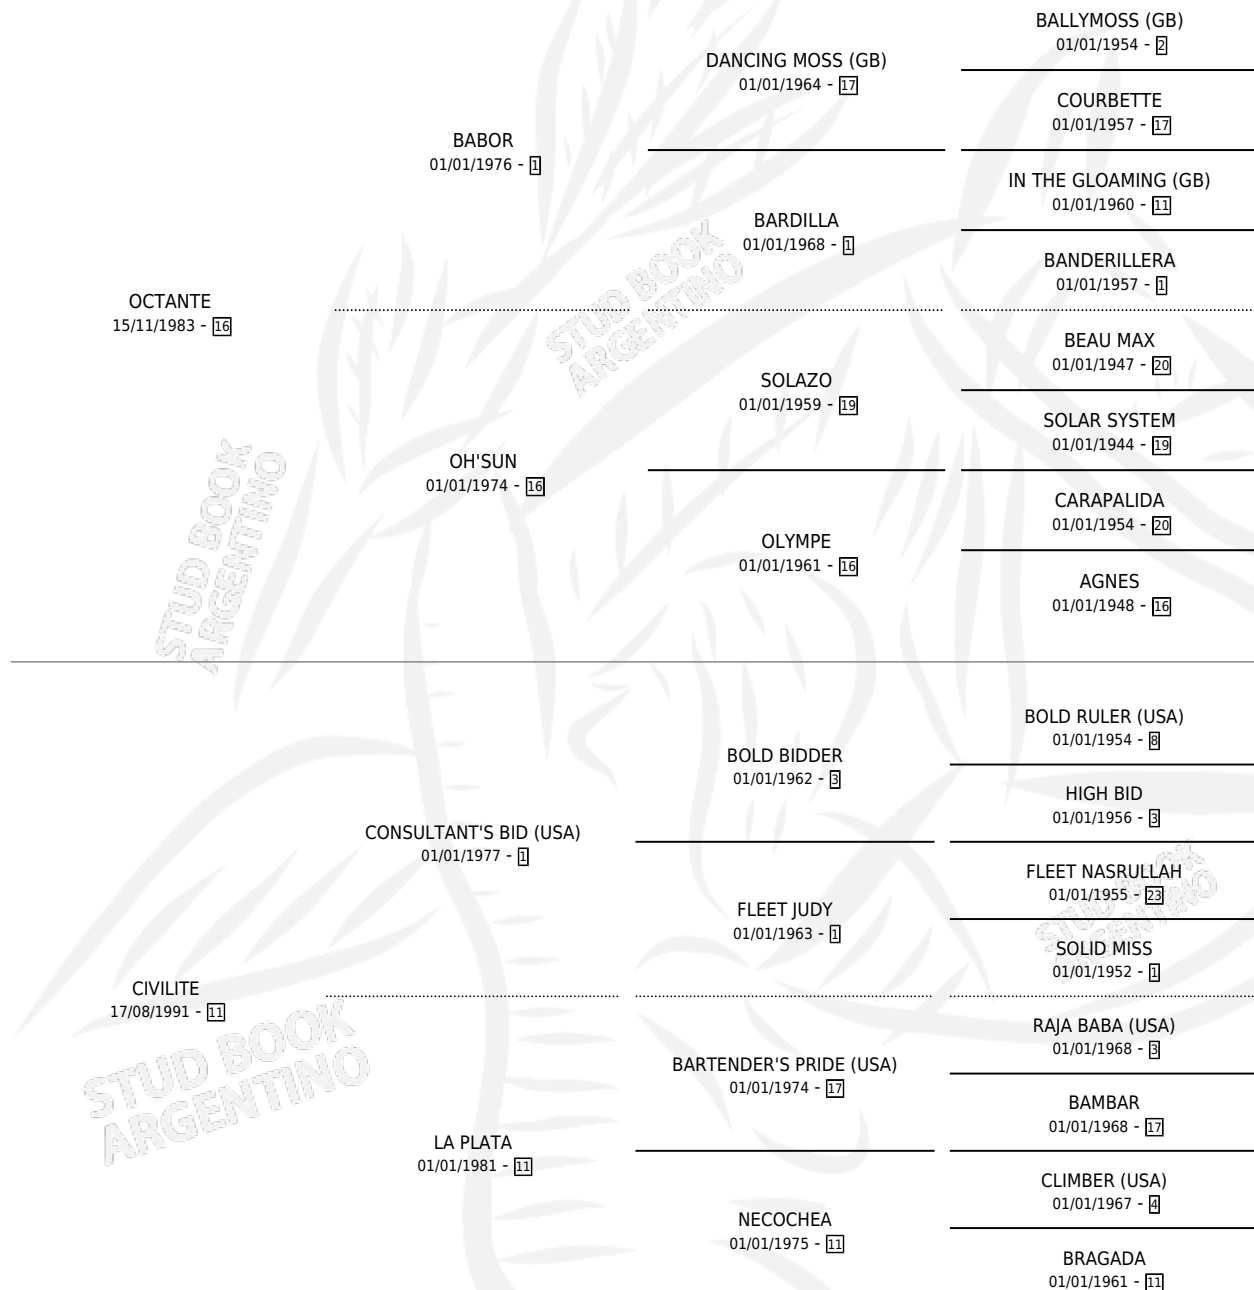 BALLYMOSS (GB)
01/01/1954 - 2
DANCING MOSS (GB)
01/01/1964 - 17
COURBETTE
01/01/1957 - 17
BABOR
01/01/1976 - 1
IN THE GLOAMING (GB)
01/01/1960 - 11
BARDILLA
01/01/1968 - 1
BANDERILLERA
01/01/1957 - 1
OCTANTE
15/11/1983 - 16
BEAU MAX
01/01/1947 - 20
SOLAZO
01/01/1959 - 19
SOLAR SYSTEM
01/01/1944 - 19
OH'SUN
01/01/1974 - 16
CARAPALIDA
01/01/1954 - 20
OLYMPE
01/01/1961 - 16
AGNES
01/01/1948 - 16
BOLD RULER (USA)
01/01/1954 - 8
BOLD BIDDER
01/01/1962 - 3
HIGH BID
01/01/1956 - 3
CONSULTANT'S BID (USA)
01/01/1977 - 1
FLEET NASRULLAH
01/01/1955 - 23
FLEET JUDY
01/01/1963 - 1
SOLID MISS
01/01/1952 - 1
CIVILITE
17/08/1991 - 11
RAJA BABA (USA)
01/01/1968 - 3
BARTENDER'S PRIDE (USA)
01/01/1974 - 17
BAMBAR
01/01/1968 - 17
LA PLATA
01/01/1981 - 11
CLIMBER (USA)
01/01/1967 - 4
NECOCHEA
01/01/1975 - 11
BRAGADA
01/01/1961 - 11
STUD BOOK
ARGENTINO
STUD BOOK
ARGENTINO
STUD BOOK
ARGENTINO
STUD BOOK
ARGENTINO